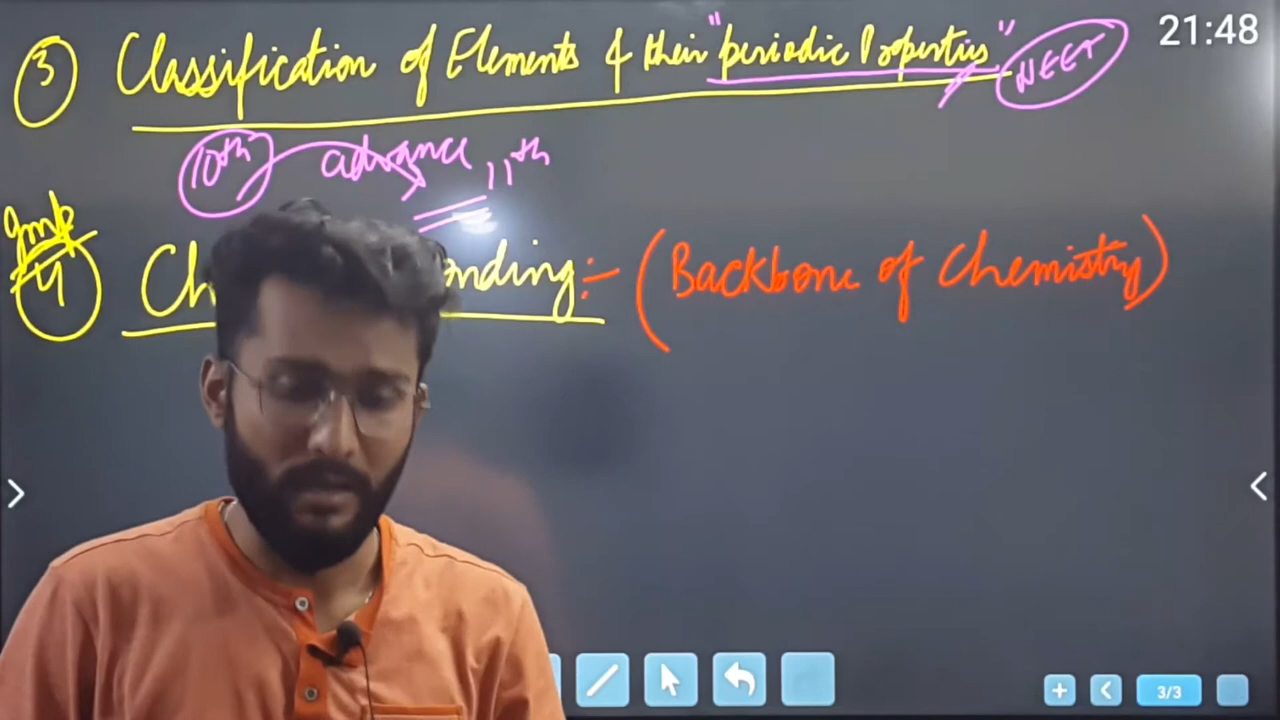 21:48
③ Classification of Elements & their "periodic Properties" NEET
10th advance 11th
Imp
④ Ch onding :- (Backbone of Chemistry)
3/3